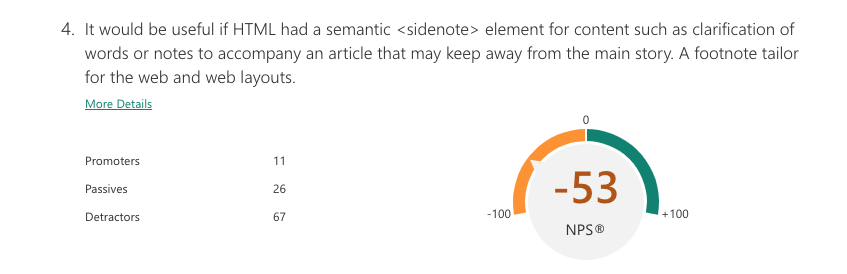 4. It would be useful if HTML had a semantic <sidenote> element for content such as clarification of
words or notes to accompany an article that may keep away from the main story. A footnote tailor
for the web and web layouts.
More Details
Promoters 11
Passives 26
Detractors 67
0
-53
-100
+100
NPS®